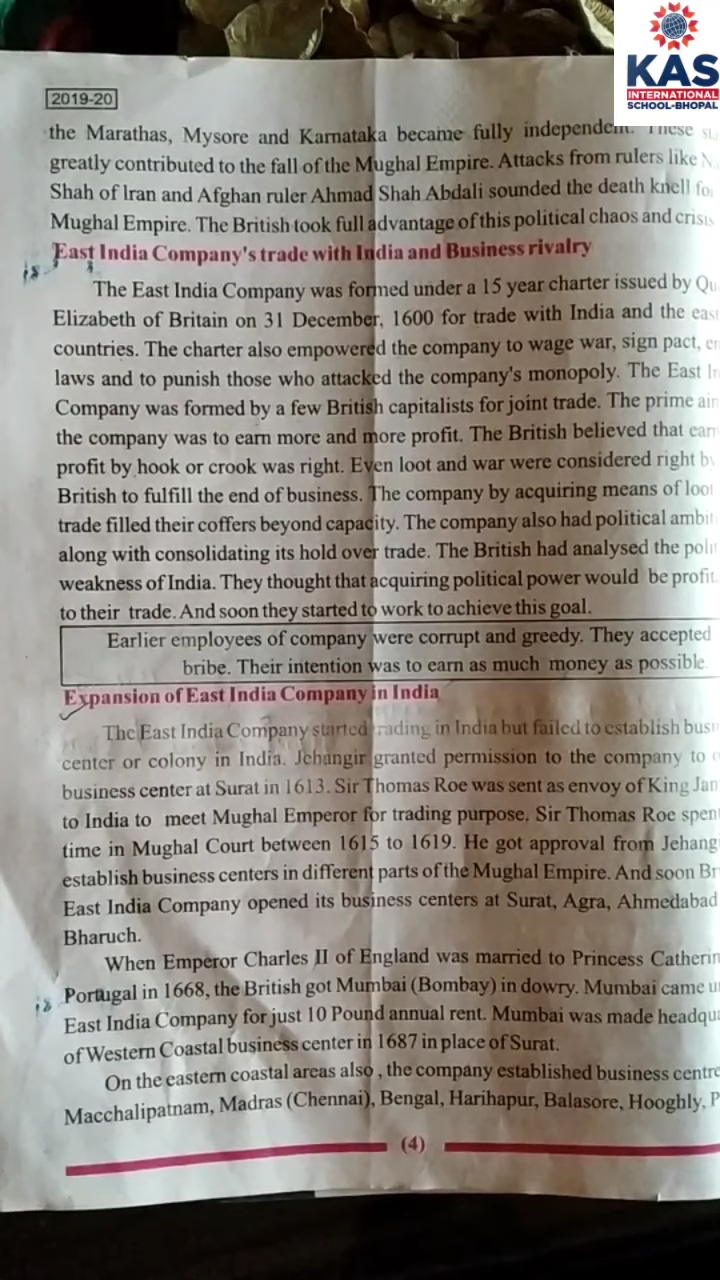 KAS
INTERNATIONAL
SCHOOL-BHOPAL
2019-20
the Marathas, Mysore and Karnataka became fully independent. These
greatly contributed to the fall of the Mughal Empire. Attacks from rulers like
Shah of Iran and Afghan ruler Ahmad Shah Abdali sounded the death knell
Mughal Empire. The British took full advantage of this political chaos and
East India Company's trade with India and Business rivalry
The East India Company was formed under a 15 year charter issued by
Elizabeth of Britain on 31 December, 1600 for trade with India and the
countries. The charter also empowered the company to wage war, sign pact,
laws and to punish those who attacked the company's monopoly. The East
Company was formed by a few British capitalists for joint trade. The prime
the company was to earn more and more profit. The British believed that
profit by hook or crook was right. Even loot and war were considered right
British to fulfill the end of business. The company by acquiring means of
trade filled their coffers beyond capacity. The company also had political
along with consolidating its hold over trade. The British had analysed the
weakness of India. They thought that acquiring political power would be
to their trade. And soon they started to work to achieve this goal.
Earlier employees of company were corrupt and greedy. They accepted
bribe. Their intention was to earn as much money as possible.
Expansion of East India Company in India
The East India Company started trading in India but failed to establish
center or colony in India. Jehangir granted permission to the company to
business center at Surat in 1613. Sir Thomas Roe was sent as envoy of King
to India to meet Mughal Emperor for trading purpose. Sir Thomas Roe
time in Mughal Court between 1615 to 1619. He got approval from
establish business centers in different parts of the Mughal Empire. And soon
East India Company opened its business centers at Surat, Agra, Ahmedabad
Bharuch.
When Emperor Charles II of England was married to Princess
Portugal in 1668, the British got Mumbai (Bombay) in dowry. Mumbai came
East India Company for just 10 Pound annual rent. Mumbai was made
of Western Coastal business center in 1687 in place of Surat.
On the eastern coastal areas also , the company established business
Macchalipatnam, Madras (Chennai), Bengal, Harihapur, Balasore, Hooghly,
(4)